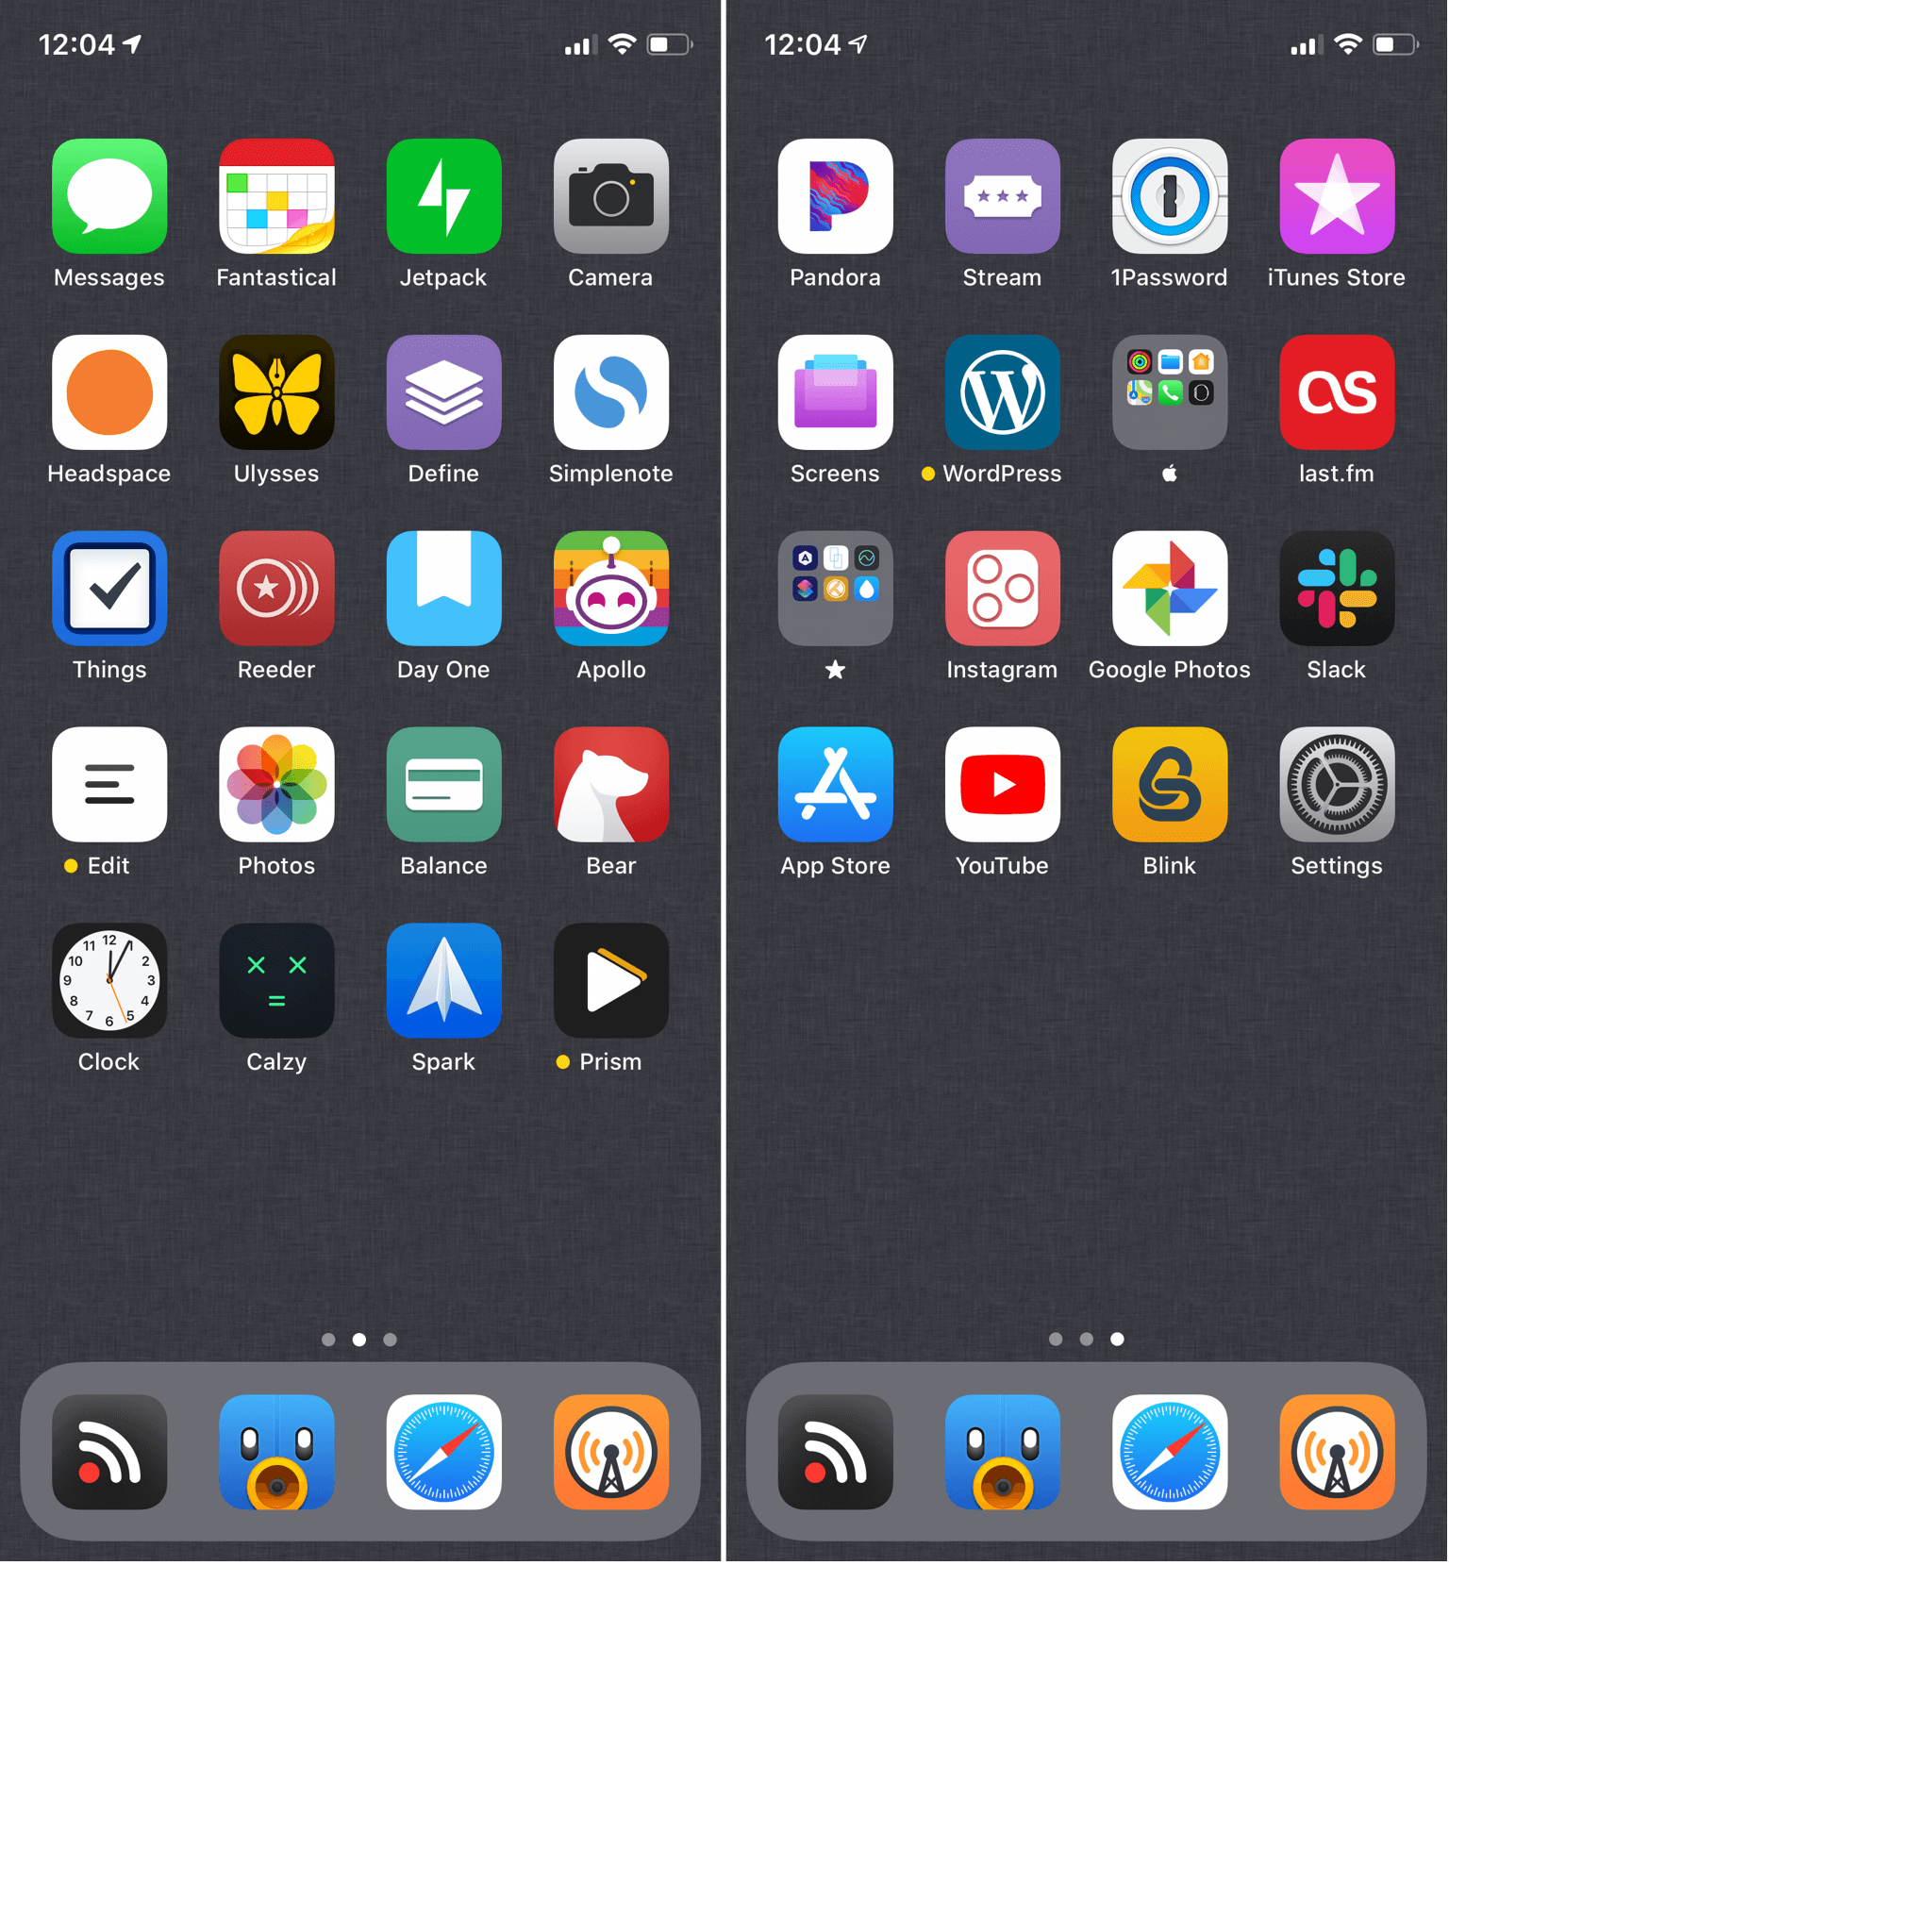 12:04
Messages Fantastical Jetpack Camera
Headspace Ulysses Define Simplenote
Things Reeder Day One Apollo
Edit Photos Balance Bear
12 1 2 3 4 5 6 7 8 9 10 11
Clock Calzy Spark Prism
12:04
Pandora Stream 1Password iTunes Store
Screens WordPress last.fm
Instagram Google Photos Slack
App Store YouTube Blink Settings